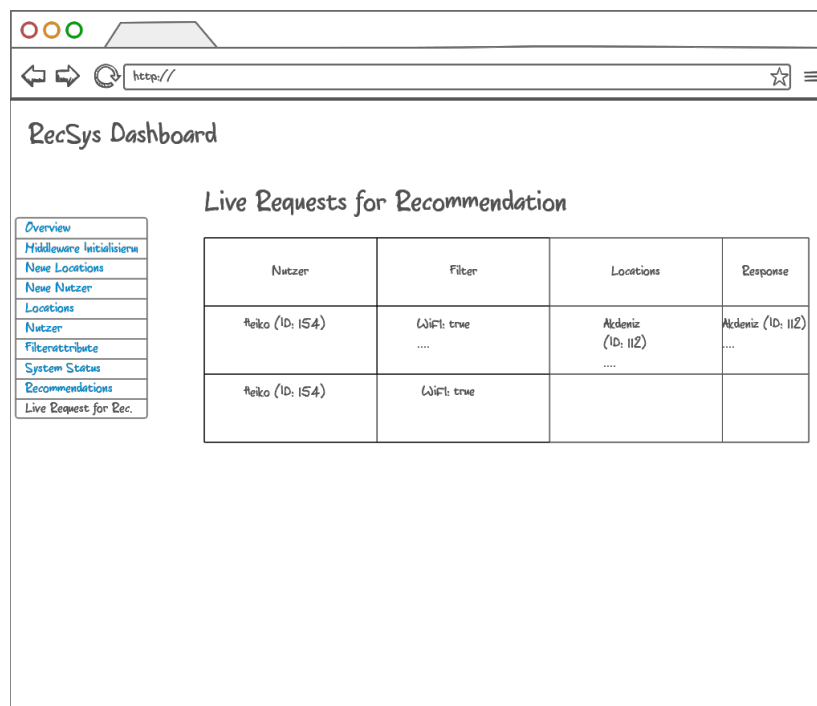 http://
RecSys Dashboard
Live Requests for Recommendation
Overview
Middleware Initialisierun
Neue Locations
Neue Nutzer
Locations
Nutzer
Filterattribute
System Status
Recommendations
Live Request for Rec.
Nutzer Filter Locations Response
Heiko (ID: 154) WiFI: true Akdeniz Akdeniz (ID: 112)
.... (ID: 112) ....
....
Heiko (ID: 154) WiFI: true